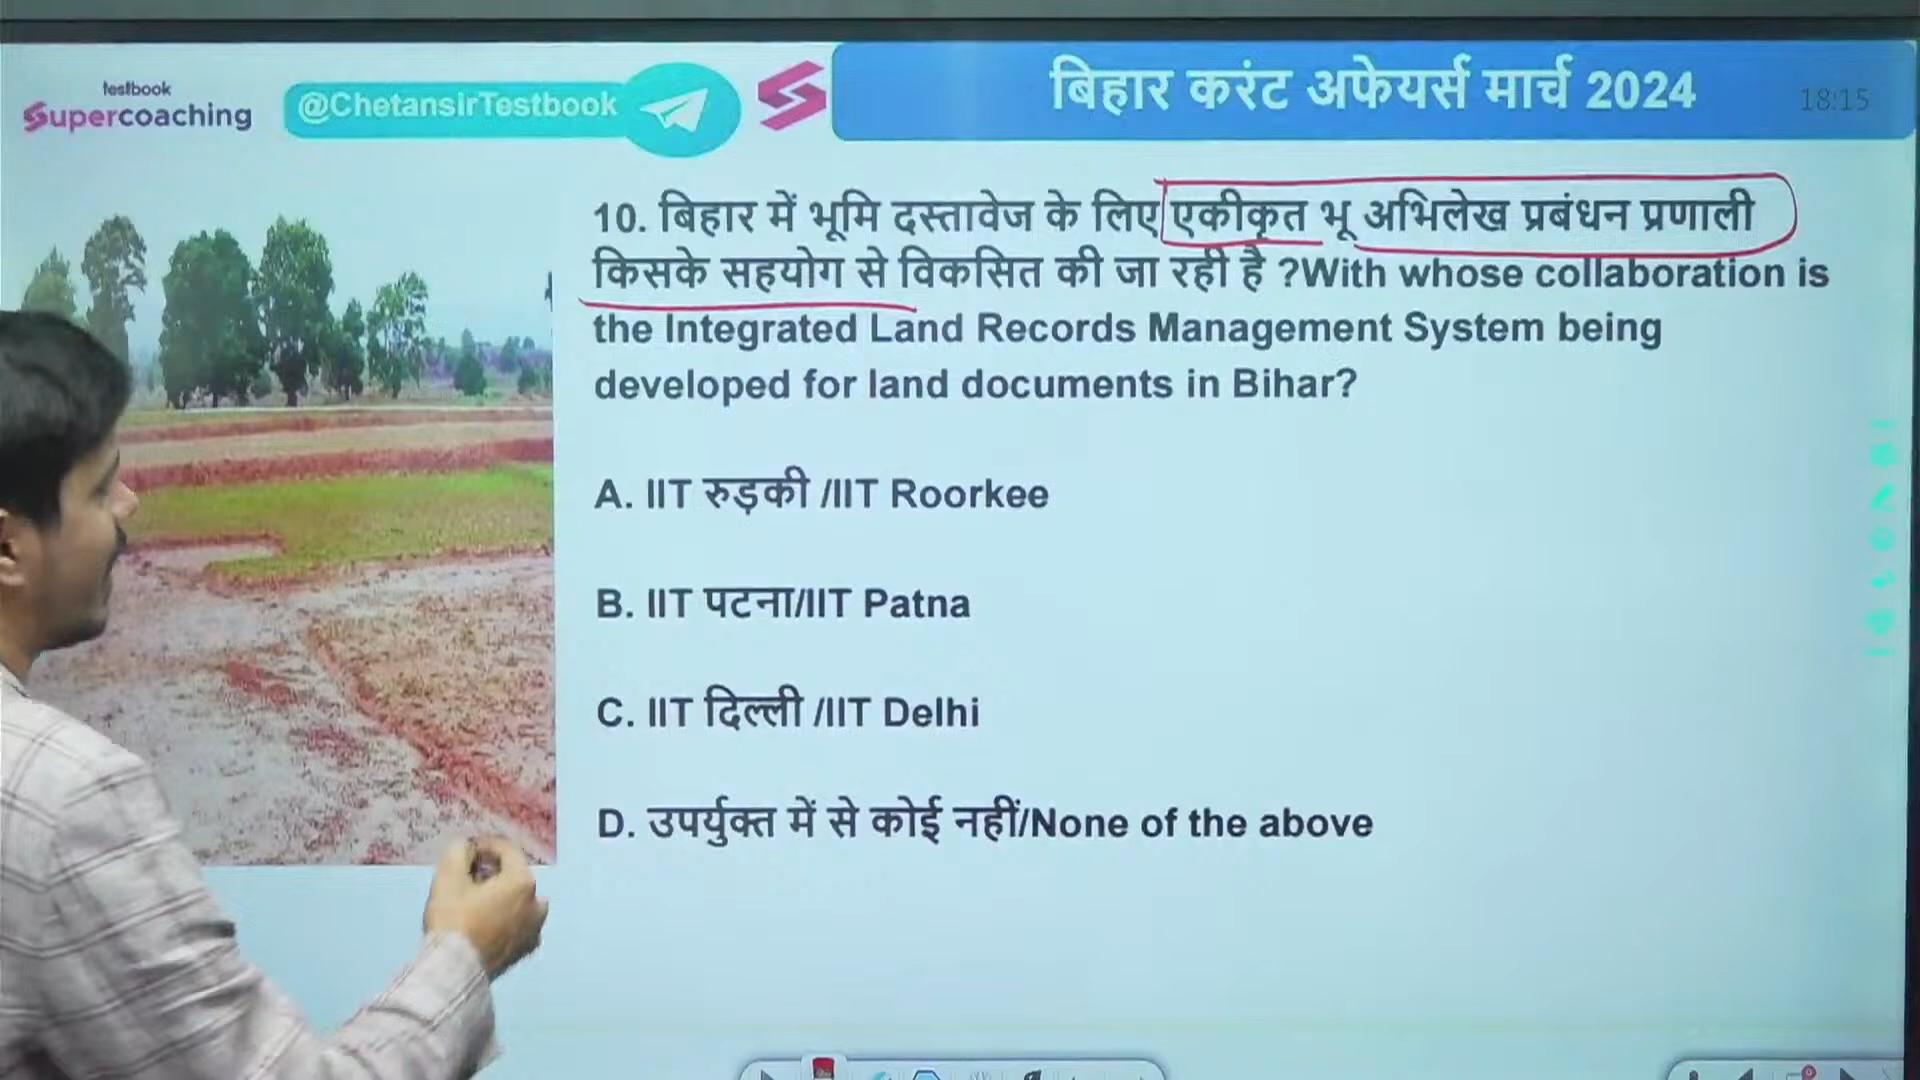 testbook
Supercoaching
@ChetansirTestbook
बिहार करंट अफेयर्स मार्च 2024
18:15
10. बिहार में भूमि दस्तावेज के लिए एकीकृत भू अभिलेख प्रबंधन प्रणाली
किसके सहयोग से विकसित की जा रही है ?With whose collaboration is
the Integrated Land Records Management System being
developed for land documents in Bihar?
A. IIT रुड़की /IIT Roorkee
B. IIT पटना/IIT Patna
C. IIT दिल्ली /IIT Delhi
D. उपर्युक्त में से कोई नहीं/None of the above